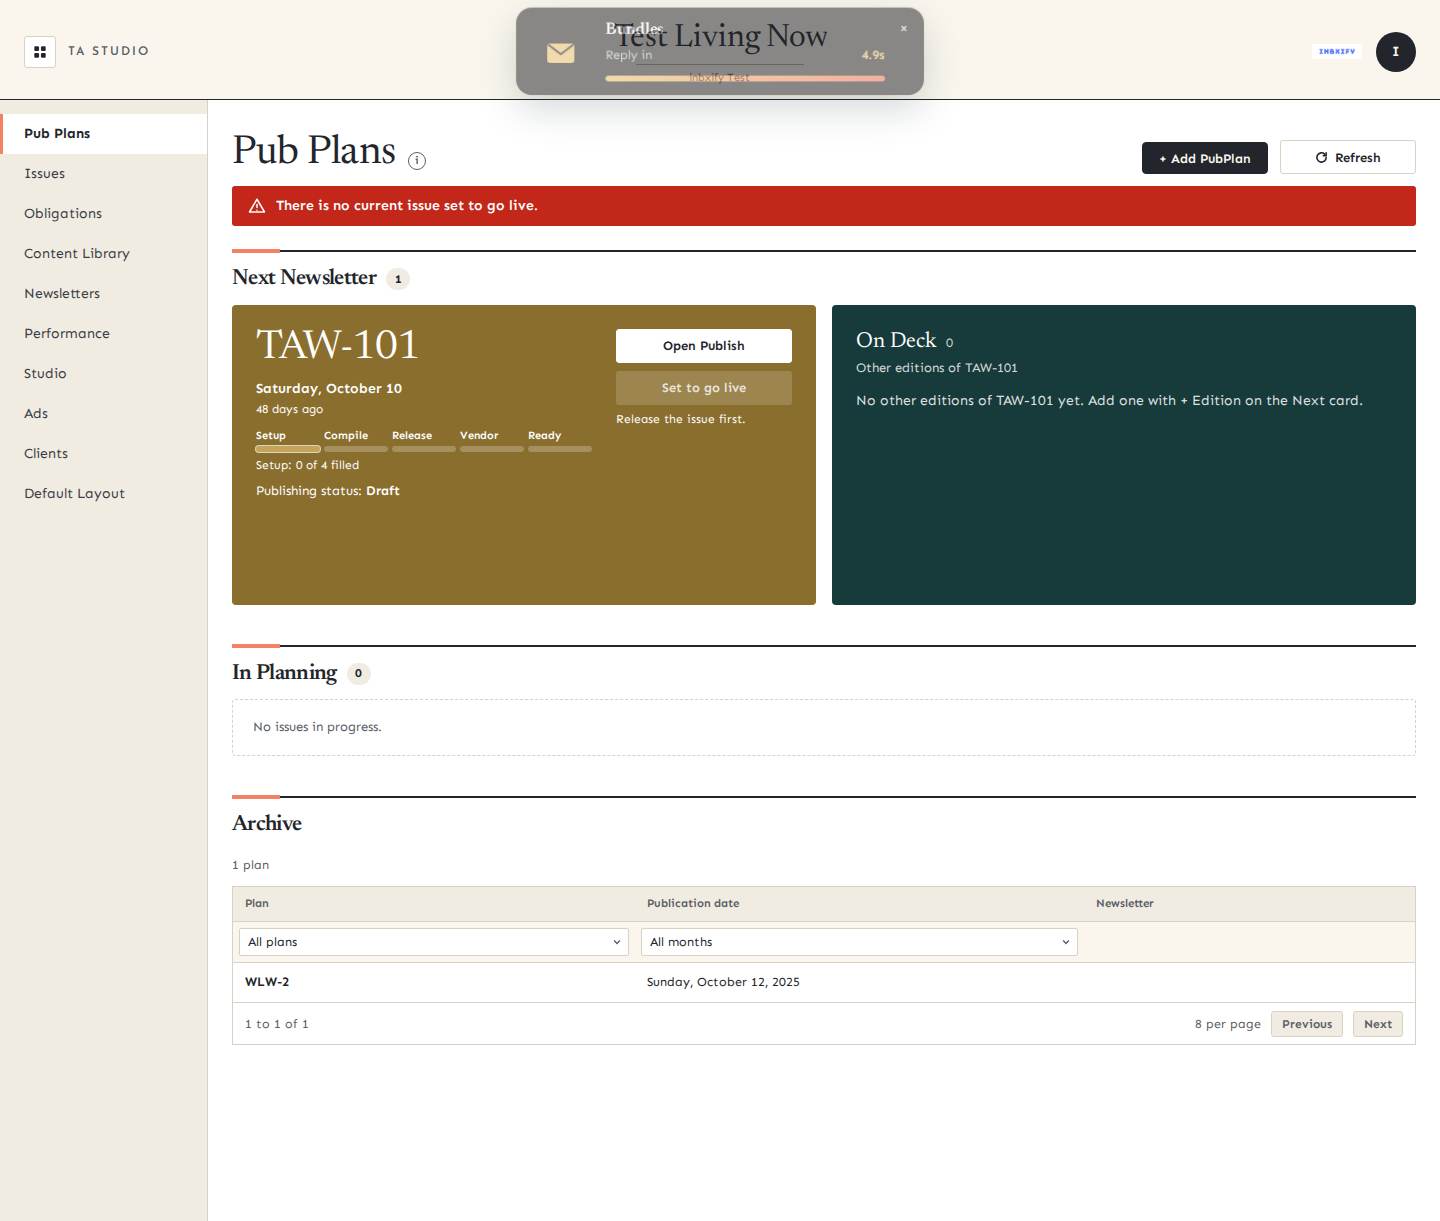 TA STUDIO
Bundles
Test Living Now
Reply in
4.9s
Inbxify Test
×
INBXIFY
I
Pub Plans
Issues
Obligations
Content Library
Newsletters
Performance
Studio
Ads
Clients
Default Layout
Pub Plans
i
+ Add PubPlan
Refresh
There is no current issue set to go live.
Next Newsletter 1
TAW-101
Saturday, October 10
48 days ago
Setup Compile Release Vendor Ready
Setup: 0 of 4 filled
Publishing status: Draft
Open Publish
Set to go live
Release the issue first.
On Deck 0
Other editions of TAW-101
No other editions of TAW-101 yet. Add one with + Edition on the Next card.
In Planning 0
No issues in progress.
Archive
1 plan
Plan Publication date Newsletter
All plans All months
WLW-2 Sunday, October 12, 2025
1 to 1 of 1 8 per page Previous Next